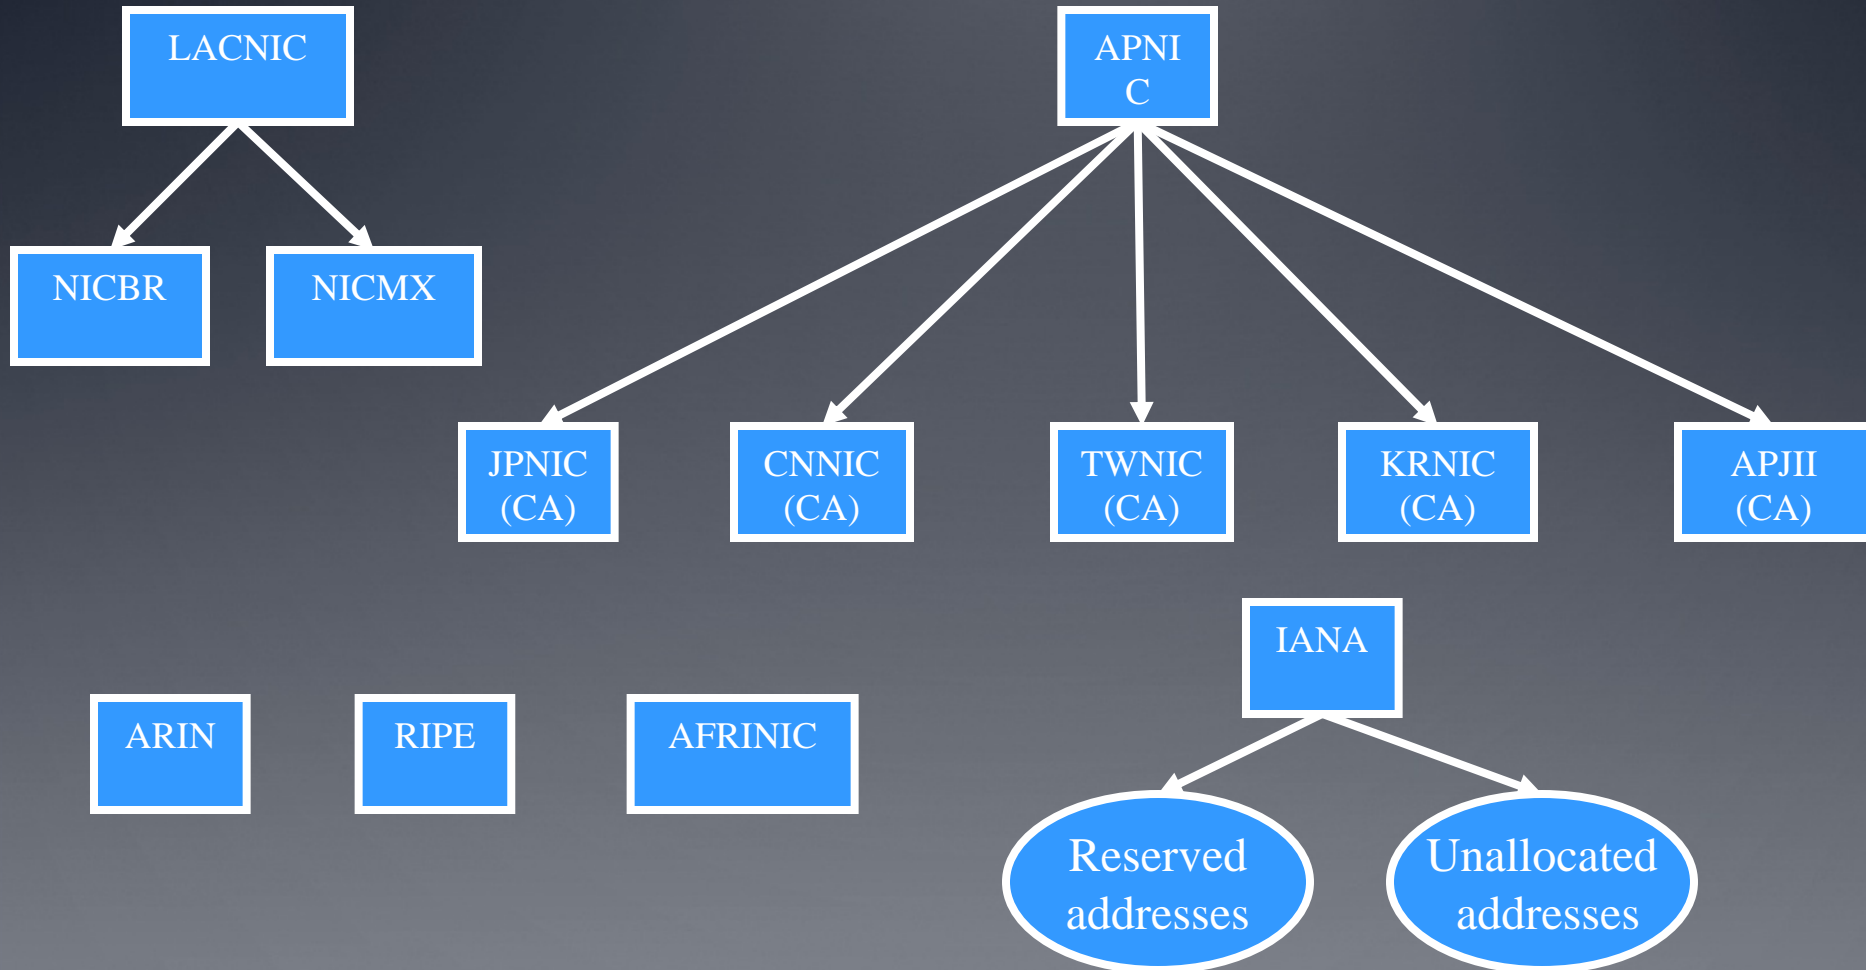 LACNIC
APNI
C
NICBR
NICMX
JPNIC
(CA)
CNNIC
(CA)
TWNIC
(CA)
KRNIC
(CA)
APJII
(CA)
IANA
ARIN
RIPE
AFRINIC
Reserved
addresses
Unallocated
addresses